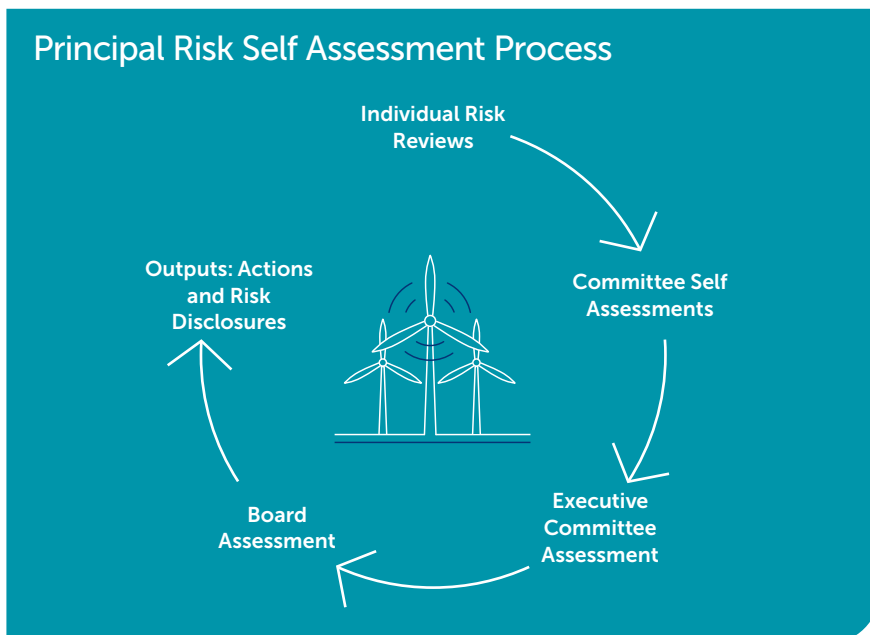 Principal Risk Self Assessment Process
Individual Risk
Reviews
Committee Self
Assessments
Executive
Committee
Assessment
Board
Assessment
Outputs: Actions
and Risk
Disclosures